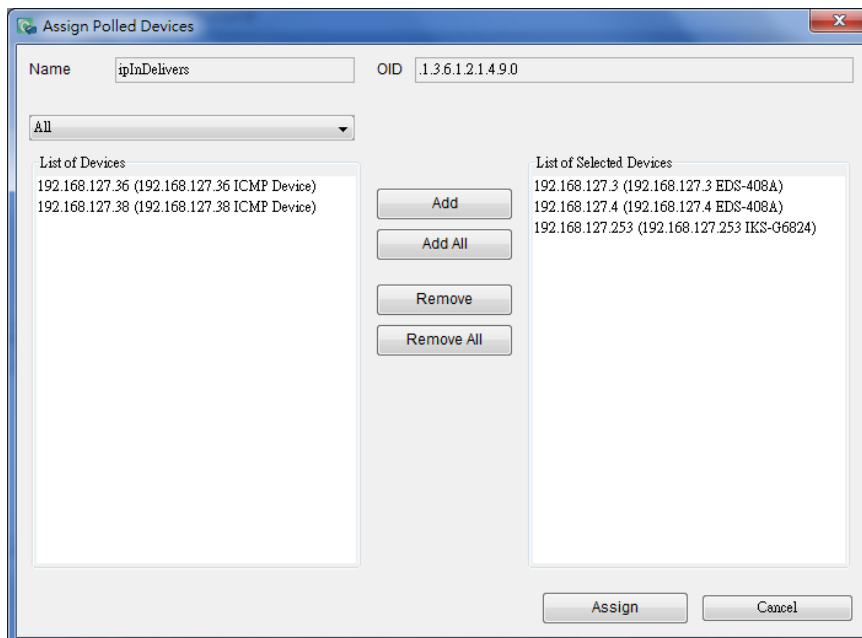 Assign Polled Devices
Name ipInDelivers OID .1.3.6.1.2.1.4.9.0
All
List of Devices
192.168.127.36 (192.168.127.36 ICMP Device)
192.168.127.38 (192.168.127.38 ICMP Device)
Add
Add All
Remove
Remove All
List of Selected Devices
192.168.127.3 (192.168.127.3 EDS-408A)
192.168.127.4 (192.168.127.4 EDS-408A)
192.168.127.253 (192.168.127.253 IKS-G6824)
Assign Cancel